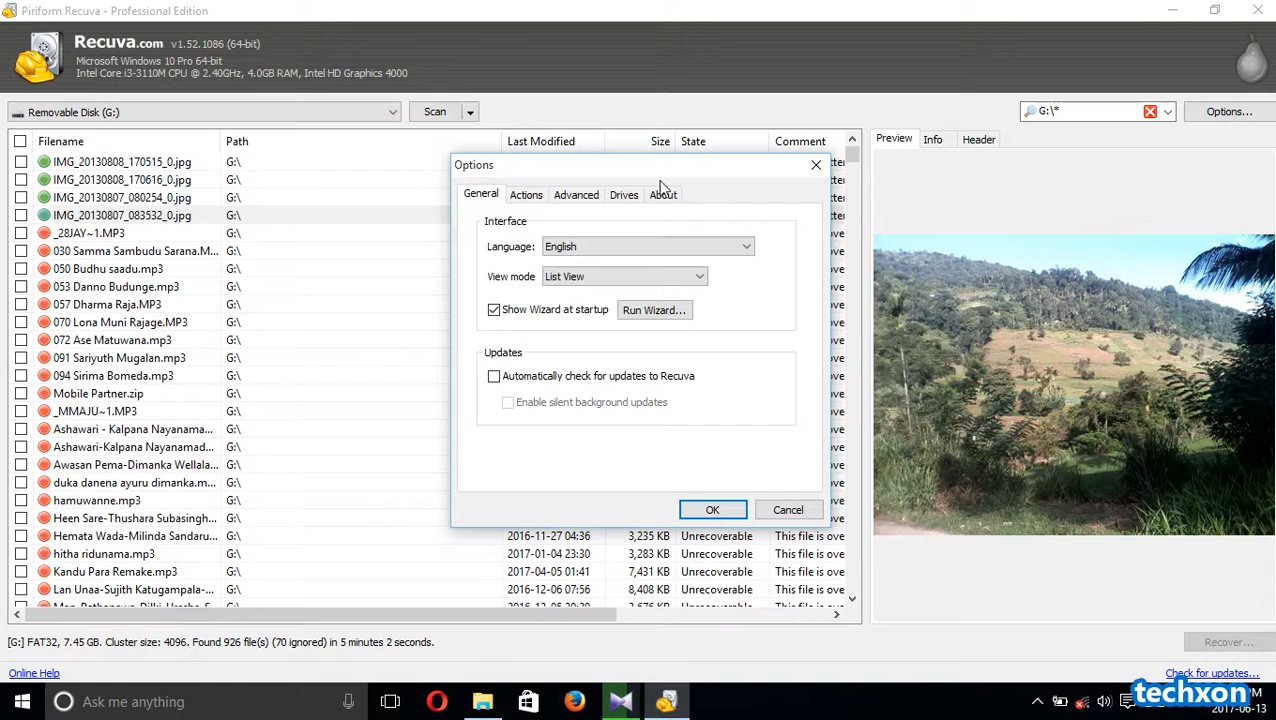 Piriform Recuva - Professional Edition
Recuva.com v1.52.1086 (64-bit)
Microsoft Windows 10 Pro 64-bit
Intel Core i3-3110M CPU @ 2.40GHz, 4.0GB RAM, Intel HD Graphics 4000
Removable Disk (G:) Scan G:\* Options...
Filename Path Last Modified Size State Comment
Preview Info Header
IMG_20130808_170515_0.jpg G:\
IMG_20130808_170616_0.jpg G:\
IMG_20130807_080254_0.jpg G:\
IMG_20130807_083532_0.jpg G:\
_28JAY~1.MP3 G:\
030 Samma Sambudu Sarana.M... G:\
050 Budhu saadu.mp3 G:\
053 Danno Budunge.mp3 G:\
057 Dharma Raja.MP3 G:\
070 Lona Muni Rajage.MP3 G:\
072 Ase Matuwana.mp3 G:\
091 Sariyuth Mugalan.mp3 G:\
094 Sirima Bomeda.mp3 G:\
Mobile Partner.zip G:\
_MMAJU~1.MP3 G:\
Ashawari - Kalpana Nayanama... G:\
Ashawari-Kalpana Nayanamad... G:\
Awasan Pema-Dimanka Wellala... G:\
duka danena ayuru dimanka.m... G:\
hamuwanne.mp3 G:\
Heen Sare-Thushara Subasingh... G:\
Hemata Wada-Milinda Sandaru... G:\ 2016-11-27 04:36 3,235 KB Unrecoverable This file is ove
hitha ridunama.mp3 G:\ 2017-01-04 23:30 3,283 KB Unrecoverable This file is ove
Kandu Para Remake.mp3 G:\ 2017-04-05 01:41 7,431 KB Unrecoverable This file is ove
Lan Unaa-Sujith Katugampala-... G:\ 2016-12-06 07:56 8,408 KB Unrecoverable This file is ove
Options
General Actions Advanced Drives About
Interface
Language: English
View mode List View
Show Wizard at startup Run Wizard...
Updates
Automatically check for updates to Recuva
Enable silent background updates
OK Cancel
[G:] FAT32, 7.45 GB. Cluster size: 4096. Found 926 file(s) (70 ignored) in 5 minutes 2 seconds. Recover...
Online Help Check for updates...
Ask me anything
techxon
2017-06-13